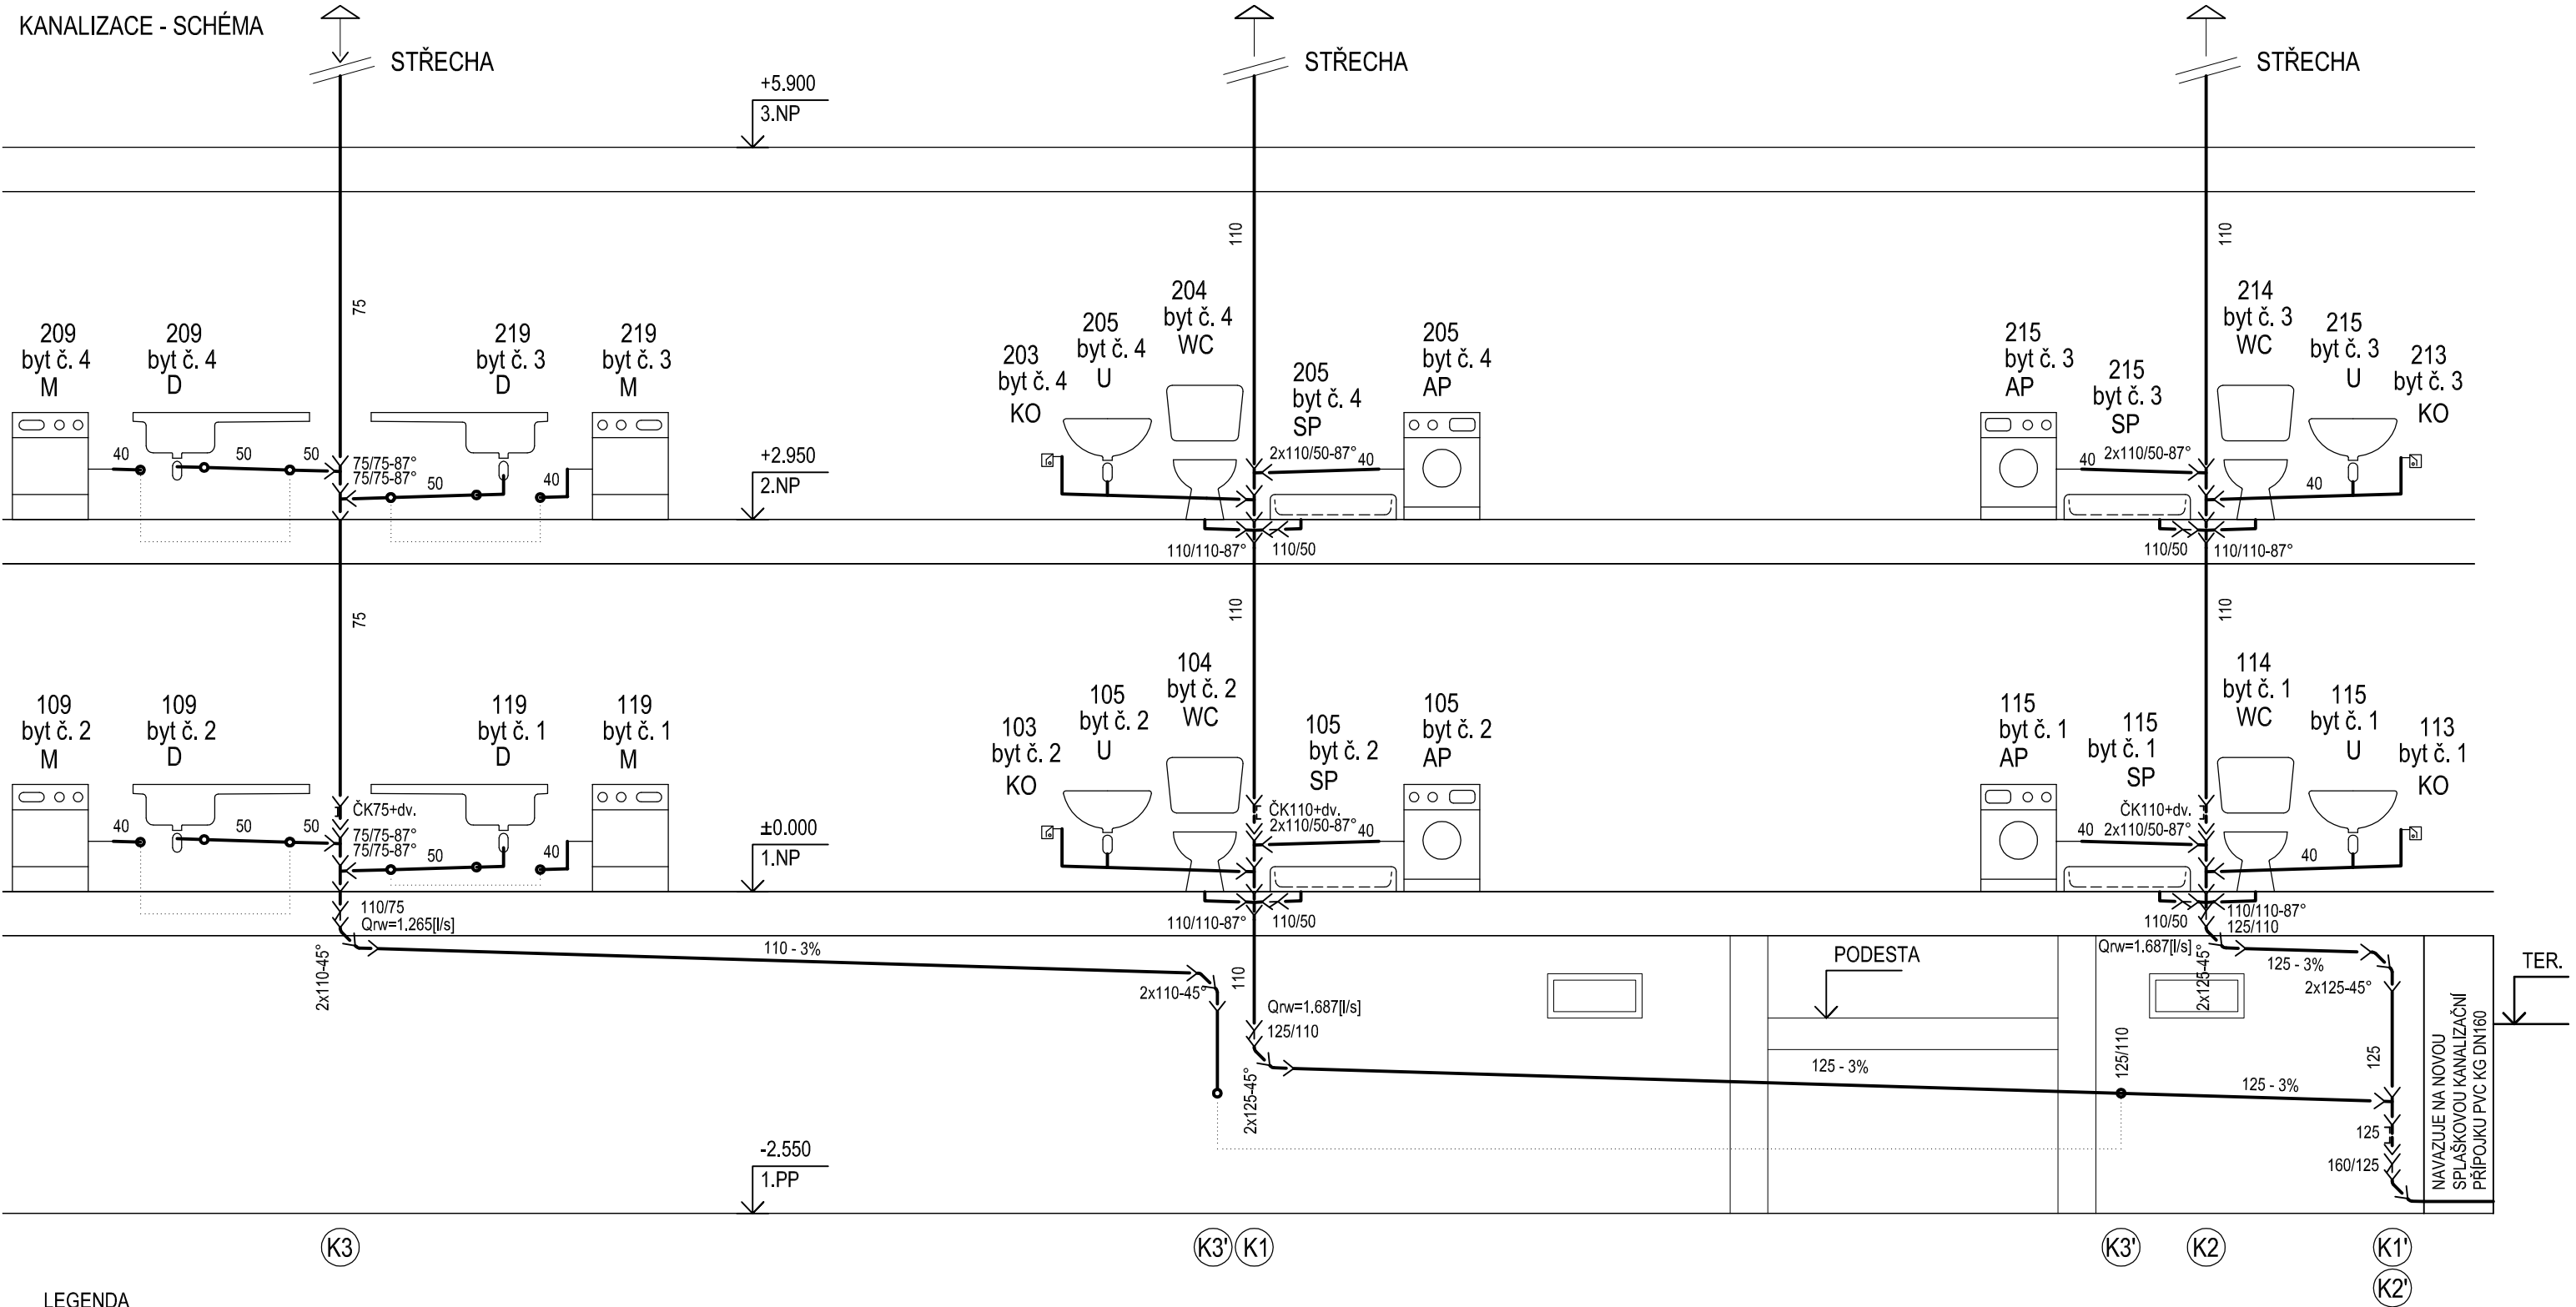 KANALIZACE - SCHÉMA
STŘECHA
STŘECHA
STŘECHA
+5.900
3.NP
75
110
110
209
byt č. 4
M
209
byt č. 4
D
219
byt č. 3
D
219
byt č. 3
M
203
byt č. 4
KO
205
byt č. 4
U
204
byt č. 4
WC
205
byt č. 4
SP
205
byt č. 4
AP
215
byt č. 3
AP
215
byt č. 3
SP
214
byt č. 3
WC
215
byt č. 3
U
213
byt č. 3
KO
40
50
50
75/75-87°
75/75-87°
50
40
+2.950
2.NP
2x110/50-87°
40
110/110-87°
110/50
40
2x110/50-87°
40
110/50
110/110-87°
75
110
110
109
byt č. 2
M
109
byt č. 2
D
119
byt č. 1
D
119
byt č. 1
M
103
byt č. 2
KO
105
byt č. 2
U
104
byt č. 2
WC
105
byt č. 2
SP
105
byt č. 2
AP
115
byt č. 1
AP
115
byt č. 1
SP
114
byt č. 1
WC
115
byt č. 1
U
113
byt č. 1
KO
40
50
50
ČK75+dv.
75/75-87°
75/75-87°
50
40
±0.000
1.NP
ČK110+dv.
2x110/50-87°
40
110/110-87°
110/50
ČK110+dv.
40
2x110/50-87°
40
110/50
110/110-87°
125/110
110/75
Qrw=1.265[l/s]
2x110-45°
110 - 3%
2x110-45°
110
Qrw=1.687[l/s]
125/110
2x125-45°
125 - 3%
PODESTA
125/110
Qrw=1.687[l/s]
2x125-45°
125 - 3%
2x125-45°
125
125 - 3%
125
160/125
NAVAZUJE NA NOVOU
SPLAŠKOVOU KANALIZAČNÍ
PŘÍPOJKU PVC KG DN160
TER.
-2.550
1.PP
K3
K3'
K1
K3'
K2
K1'
K2'
LEGENDA